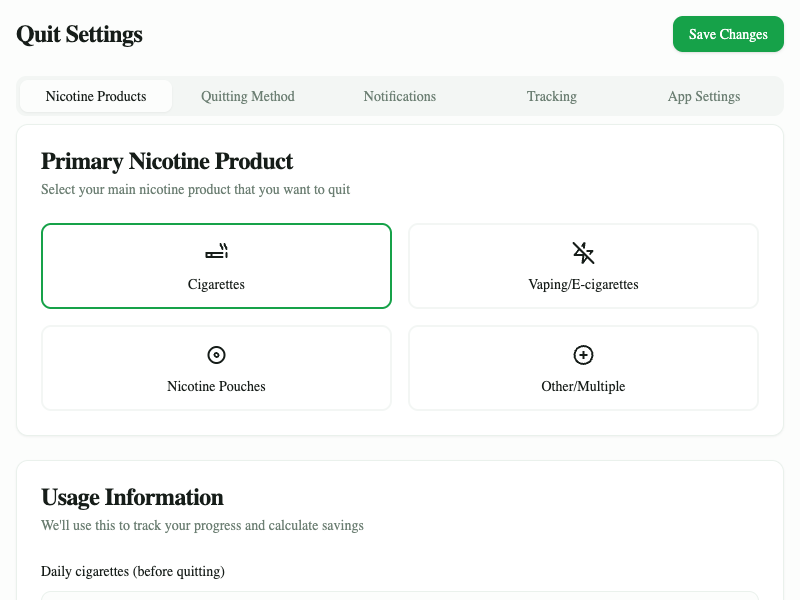 Quit Settings
Save Changes
Nicotine Products
Quitting Method
Notifications
Tracking
App Settings
Primary Nicotine Product
Select your main nicotine product that you want to quit
Cigarettes
Vaping/E-cigarettes
Nicotine Pouches
Other/Multiple
Usage Information
We'll use this to track your progress and calculate savings
Daily cigarettes (before quitting)